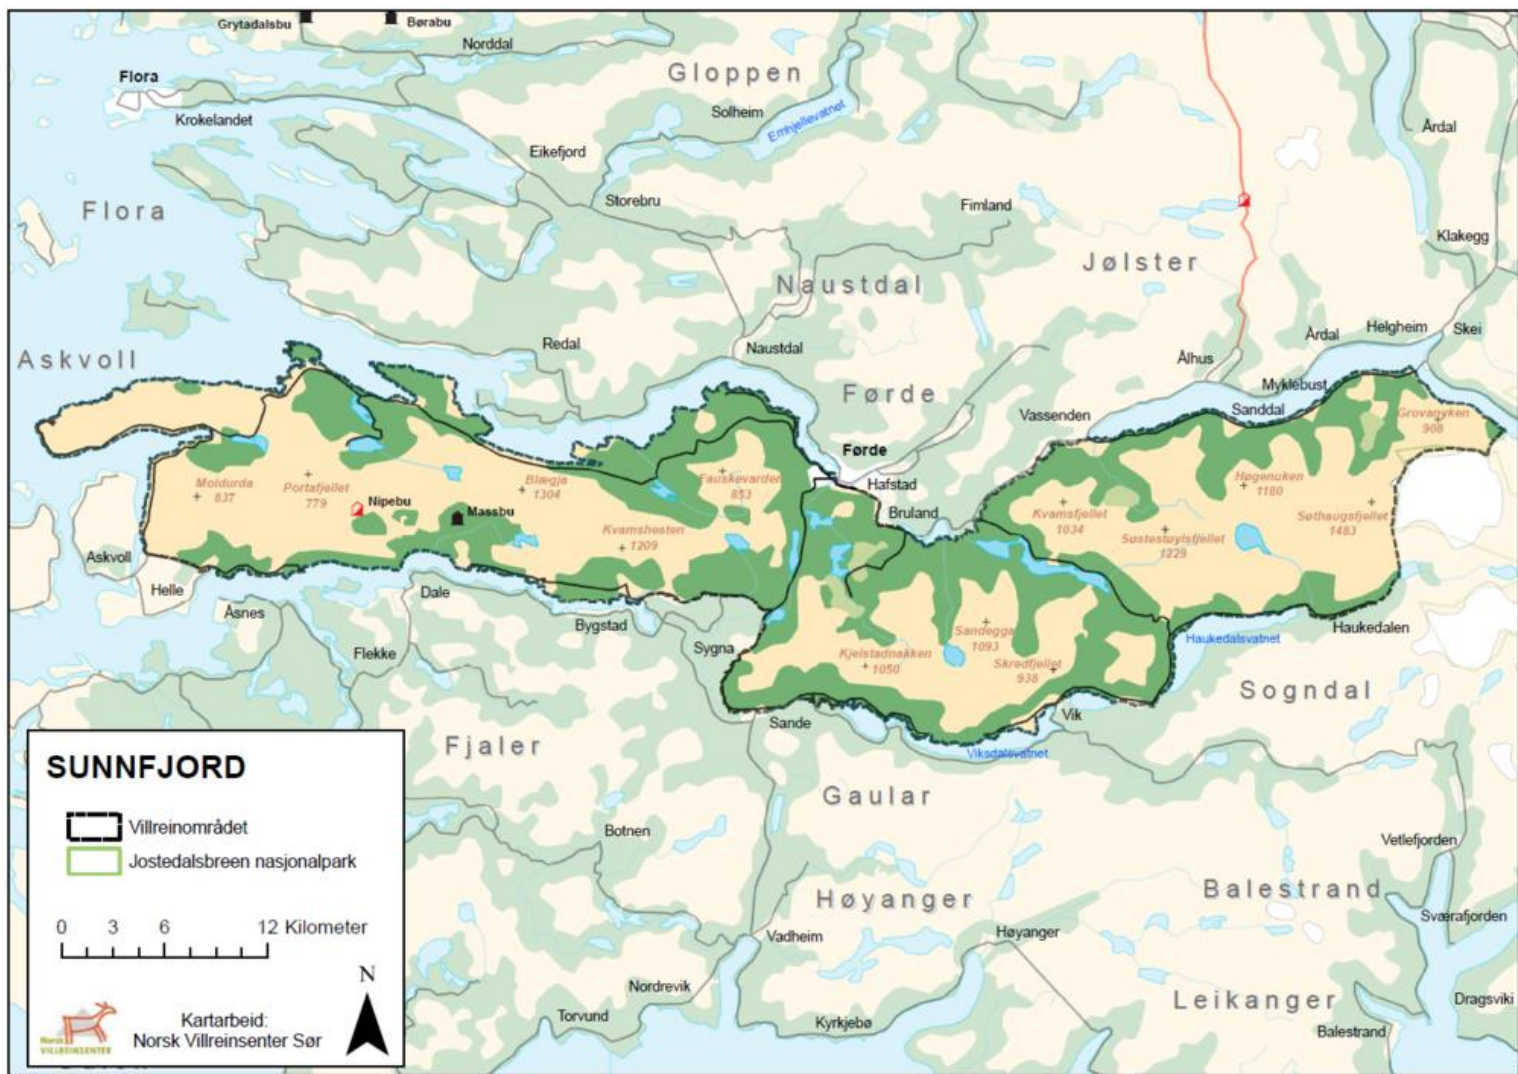 Grytadalsbu
Børabu
Norddal
Gloppen
Flora
Solheim
Emhjellevatnet
Krokelandet
Årdal
Eikefjord
Storebru
Fimland
Flora
Klakegg
Jølster
Naustdal
Skei
Helgheim
Årdal
Redal
Naustdal
Ålhus
Askvoll
Myklebust
Førde
Sanddal
Vassenden
Grovanyken
908
Førde
Fauskevarden
853
Høgenuken
1180
Hafstad
Blægja
1304
Moldurda
837
Portafjellet
779
Nipebu
Massbu
Bruland
Kvamsfjellet
1034
Søthaugsfjellet
1483
Kvamshesten
1209
Søstestøylsfjellet
1229
Askvoll
Helle
Dale
Åsnes
Bygstad
Haukedalen
Haukedalsvatnet
Sandegga
1093
Flekke
Sygna
Kjelstadnakken
1050
Skredfjellet
938
Sogndal
Sande
Vik
Fjaler
Viksdalsvatnet
Gaular
SUNNFJORD
Villreinområdet
Jostedalsbreen nasjonalpark
0 3 6 12 Kilometer
N
Norsk
VILLREINSENTER
Kartarbeid:
Norsk Villreinsenter Sør
Botnen
Vetlefjorden
Høyanger
Balestrand
Sværafjorden
Vadheim
Høyanger
Nordrevik
Leikanger
Dragsviki
Torvund
Kyrkjebø
Balestrand